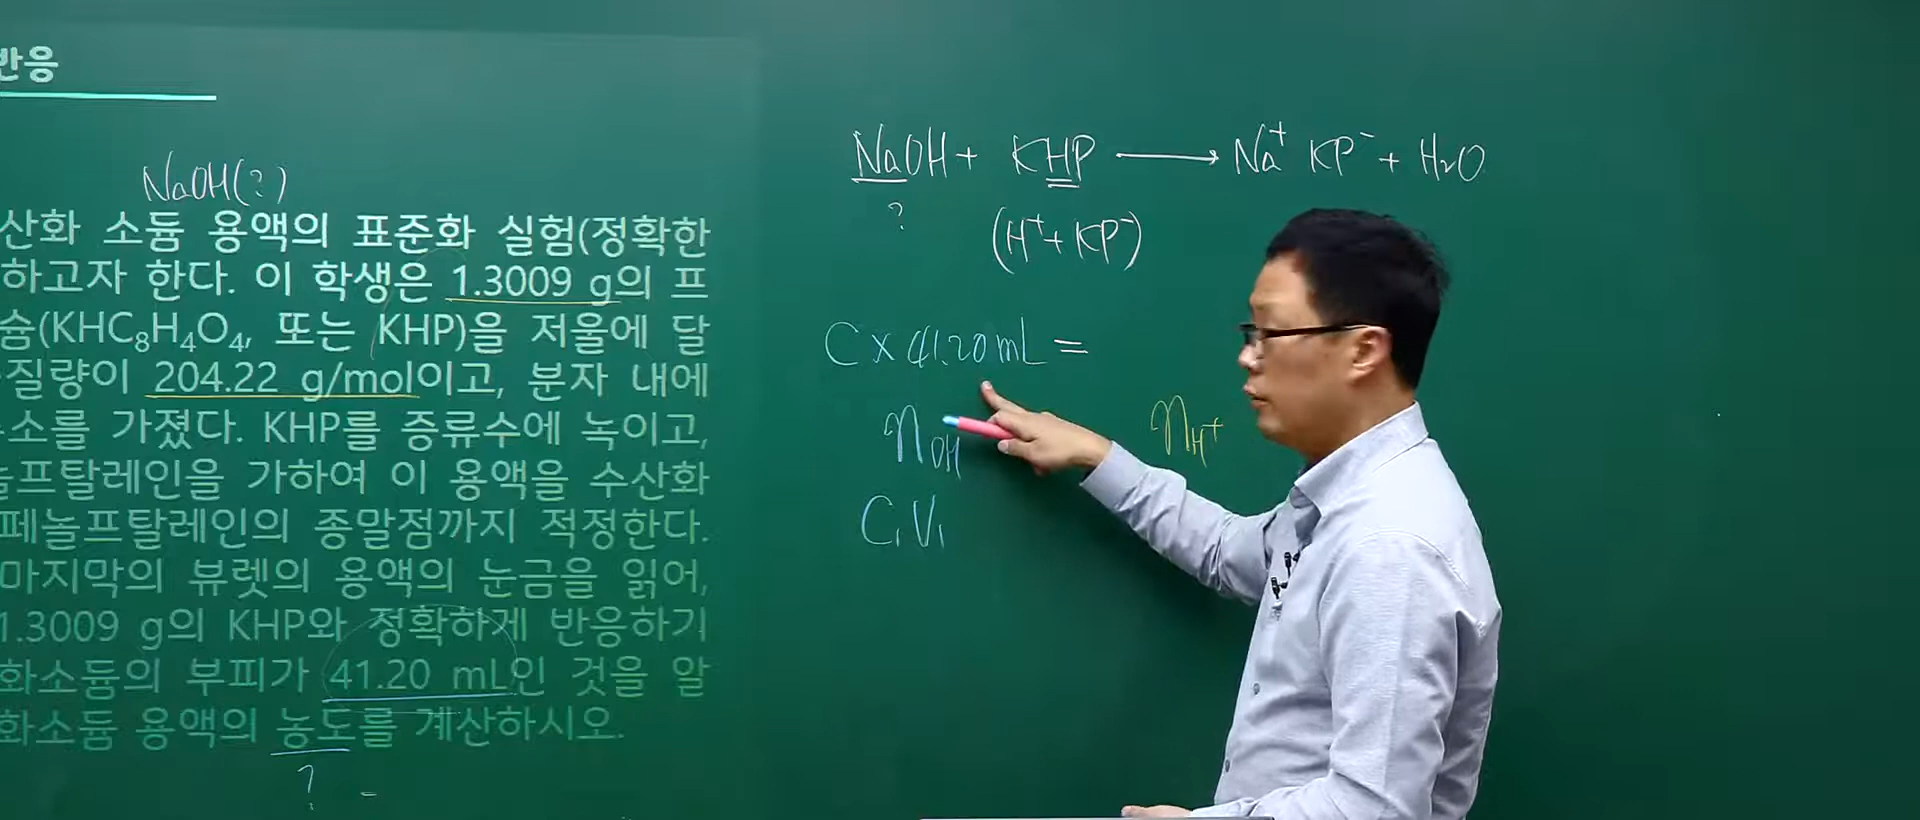 반응
NaOH(?)
산화 소듐 용액의 표준화 실험(정확한
하고자 한다. 이 학생은 1.3009 g의 프
슘(KHC₈H₄O₄, 또는 KHP)을 저울에 달
질량이 204.22 g/mol이고, 분자 내에
소를 가졌다. KHP를 증류수에 녹이고,
놀프탈레인을 가하여 이 용액을 수산화
페놀프탈레인의 종말점까지 적정한다.
마지막의 뷰렛의 용액의 눈금을 읽어,
1.3009 g의 KHP와 정확하게 반응하기
화소듐의 부피가 41.20 mL인 것을 알
화소듐 용액의 농도를 계산하시오.
?
NaOH + KHP → Na⁺ KP⁻ + H₂O
?
(H⁺ + KP⁻)
C × 41.20 mL =
n_OH n_H⁺
C₁V₁